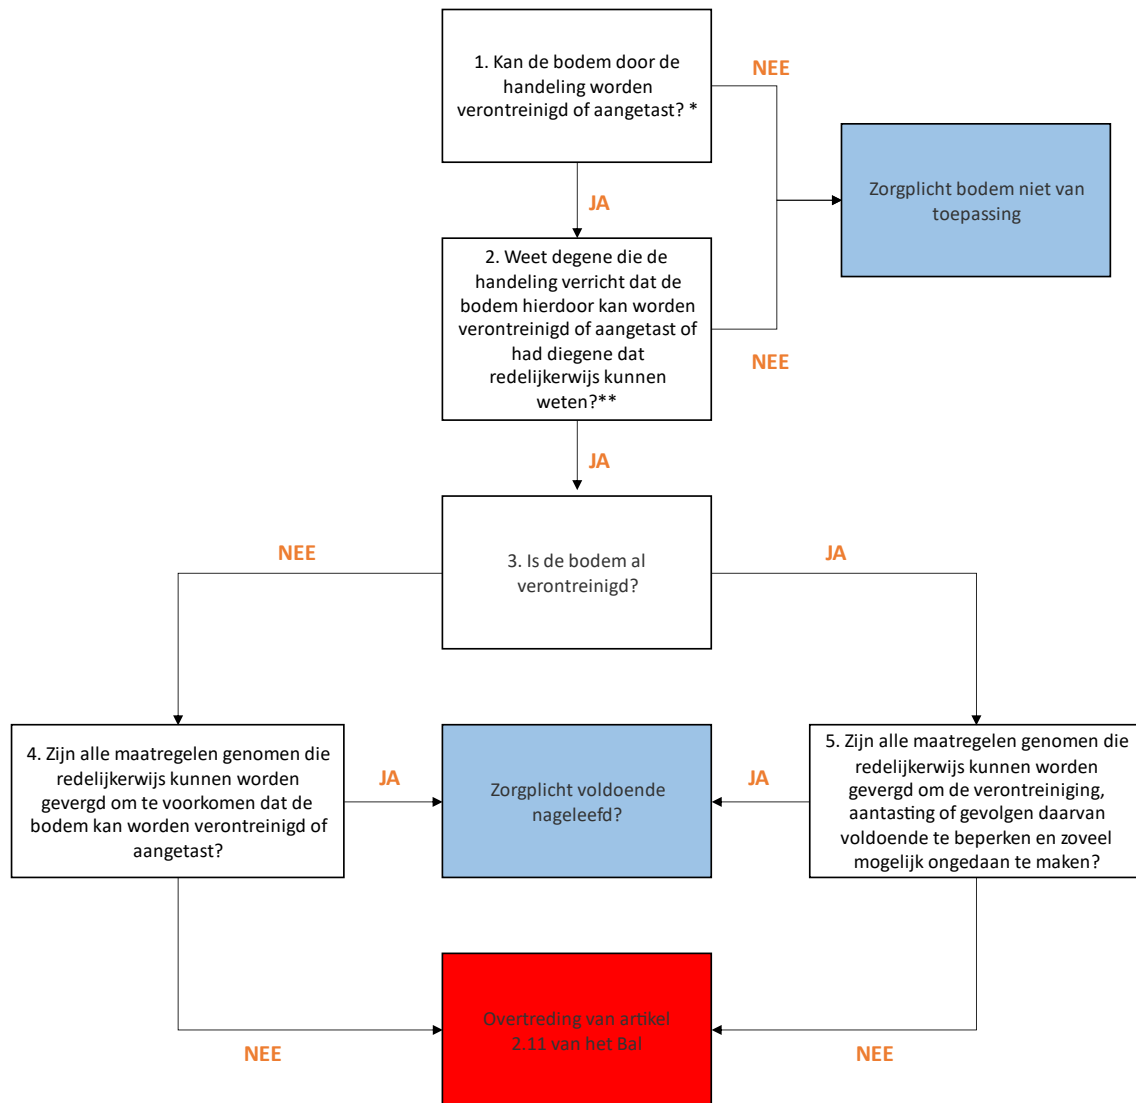 1. Kan de bodem door de
handeling worden
verontreinigd of aangetast? *
NEE
Zorgplicht bodem niet van
toepassing
JA
2. Weet degene die de
handeling verricht dat de
bodem hierdoor kan worden
verontreinigd of aangetast of
had diegene dat
redelijkerwijs kunnen
weten?**
NEE
JA
3. Is de bodem al
verontreinigd?
NEE
JA
4. Zijn alle maatregelen genomen die
redelijkerwijs kunnen worden
gevergd om te voorkomen dat de
bodem kan worden verontreinigd of
aangetast?
JA
Zorgplicht voldoende
nageleefd?
JA
5. Zijn alle maatregelen genomen die
redelijkerwijs kunnen worden
gevergd om de verontreiniging,
aantasting of gevolgen daarvan
voldoende te beperken en zoveel
mogelijk ongedaan te maken?
NEE
Overtreding van artikel
2.11 van het Bal
NEE